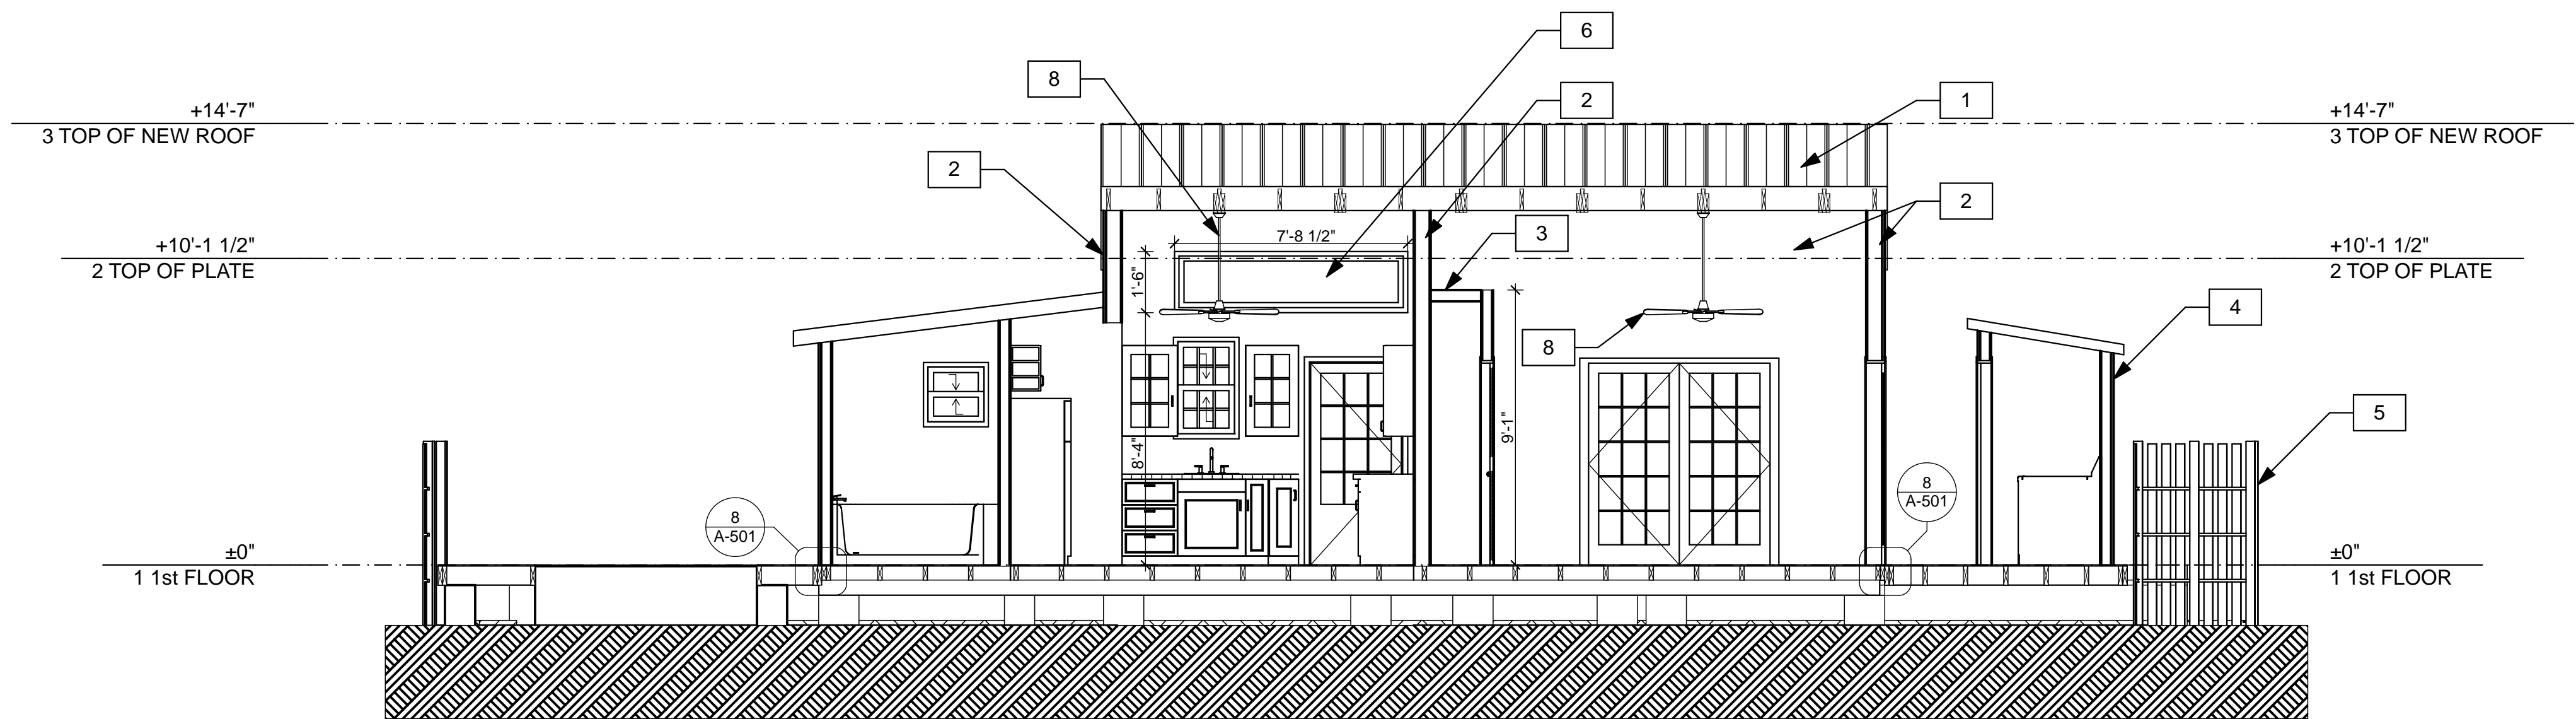 6
8
2
1
+14'-7"
3 TOP OF NEW ROOF
+14'-7"
3 TOP OF NEW ROOF
2
2
+10'-1 1/2"
2 TOP OF PLATE
7'-8 1/2"
3
+10'-1 1/2"
2 TOP OF PLATE
1'-6"
4
8
5
8'-4"
9'-1"
8
A-501
8
A-501
±0"
1 1st FLOOR
±0"
1 1st FLOOR